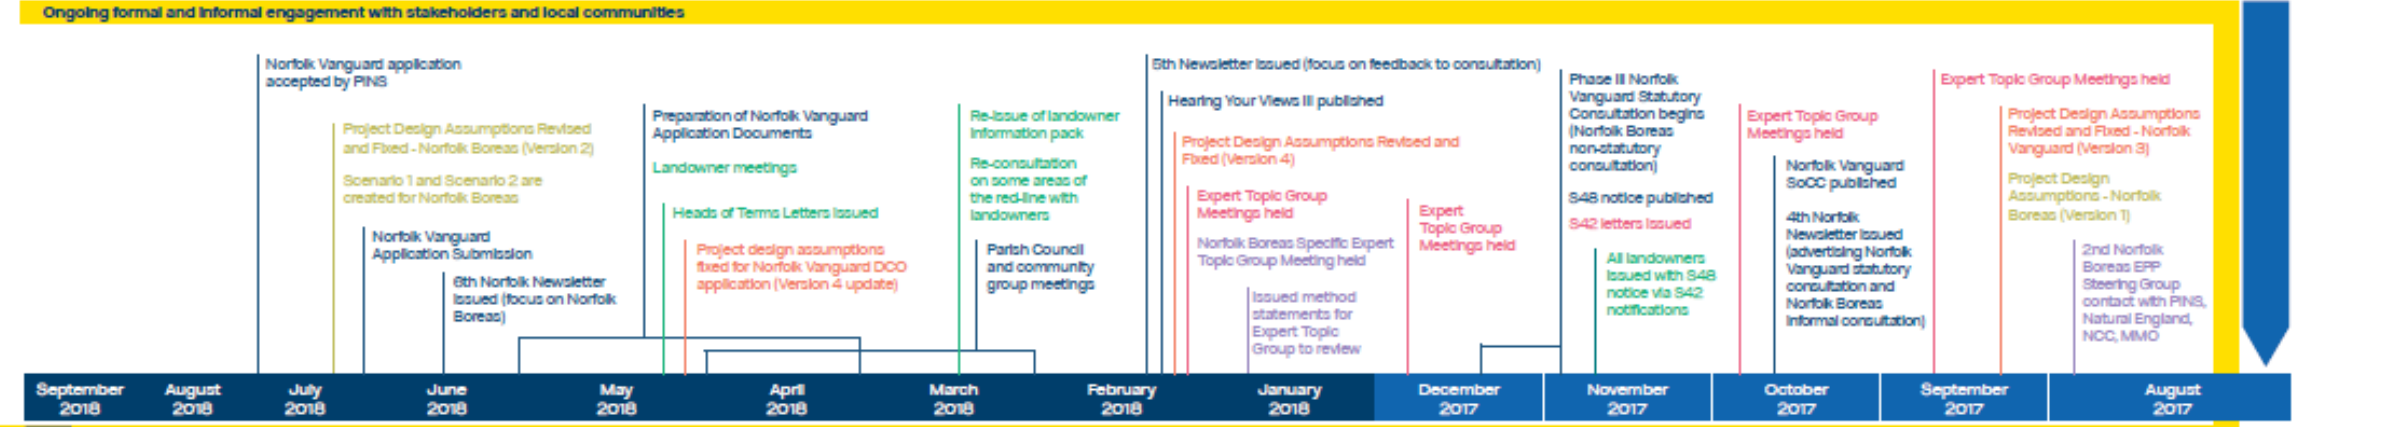 Ongoing formal and informal engagement with stakeholders and local communities
Norfolk Vanguard application
accepted by PINS
Project Design Assumptions Revised
and Fixed - Norfolk Boreas (Version 2)
Scenario 1 and Scenario 2 are
created for Norfolk Boreas
Norfolk Vanguard
Application Submission
6th Norfolk Newsletter
issued (focus on Norfolk
Boreas)
Preparation of Norfolk Vanguard
Application Documents
Landowner meetings
Heads of Terms Letters issued
Project design assumptions
fixed for Norfolk Vanguard DCO
application (Version 4 update)
Re-issue of landowner
information pack
Re-consultation
on some areas of
the red-line with
landowners
Parish Council
and community
group meetings
5th Newsletter issued (focus on feedback to consultation)
Hearing Your Views III published
Project Design Assumptions Revised and
Fixed (Version 4)
Expert Topic Group
Meetings held
Norfolk Boreas Specific Expert
Topic Group Meeting held
Issued method
statements for
Expert Topic
Group to review
Expert
Topic Group
Meetings held
Phase III Norfolk
Vanguard Statutory
Consultation begins
(Norfolk Boreas
non-statutory
consultation)
S48 notice published
S42 letters issued
All landowners
issued with S48
notice via S42
notifications
Expert Topic Group
Meetings held
Norfolk Vanguard
SoCC published
4th Norfolk
Newsletter issued
(advertising Norfolk
Vanguard statutory
consultation and
Norfolk Boreas
informal consultation)
Expert Topic Group Meetings held
Project Design Assumptions
Revised and Fixed - Norfolk
Vanguard (Version 3)
Project Design
Assumptions - Norfolk
Boreas (Version 1)
2nd Norfolk
Boreas EPP
Steering Group
contact with PINS,
Natural England,
NCC, MMO
September
2018
August
2018
July
2018
June
2018
May
2018
April
2018
March
2018
February
2018
January
2018
December
2017
November
2017
October
2017
September
2017
August
2017